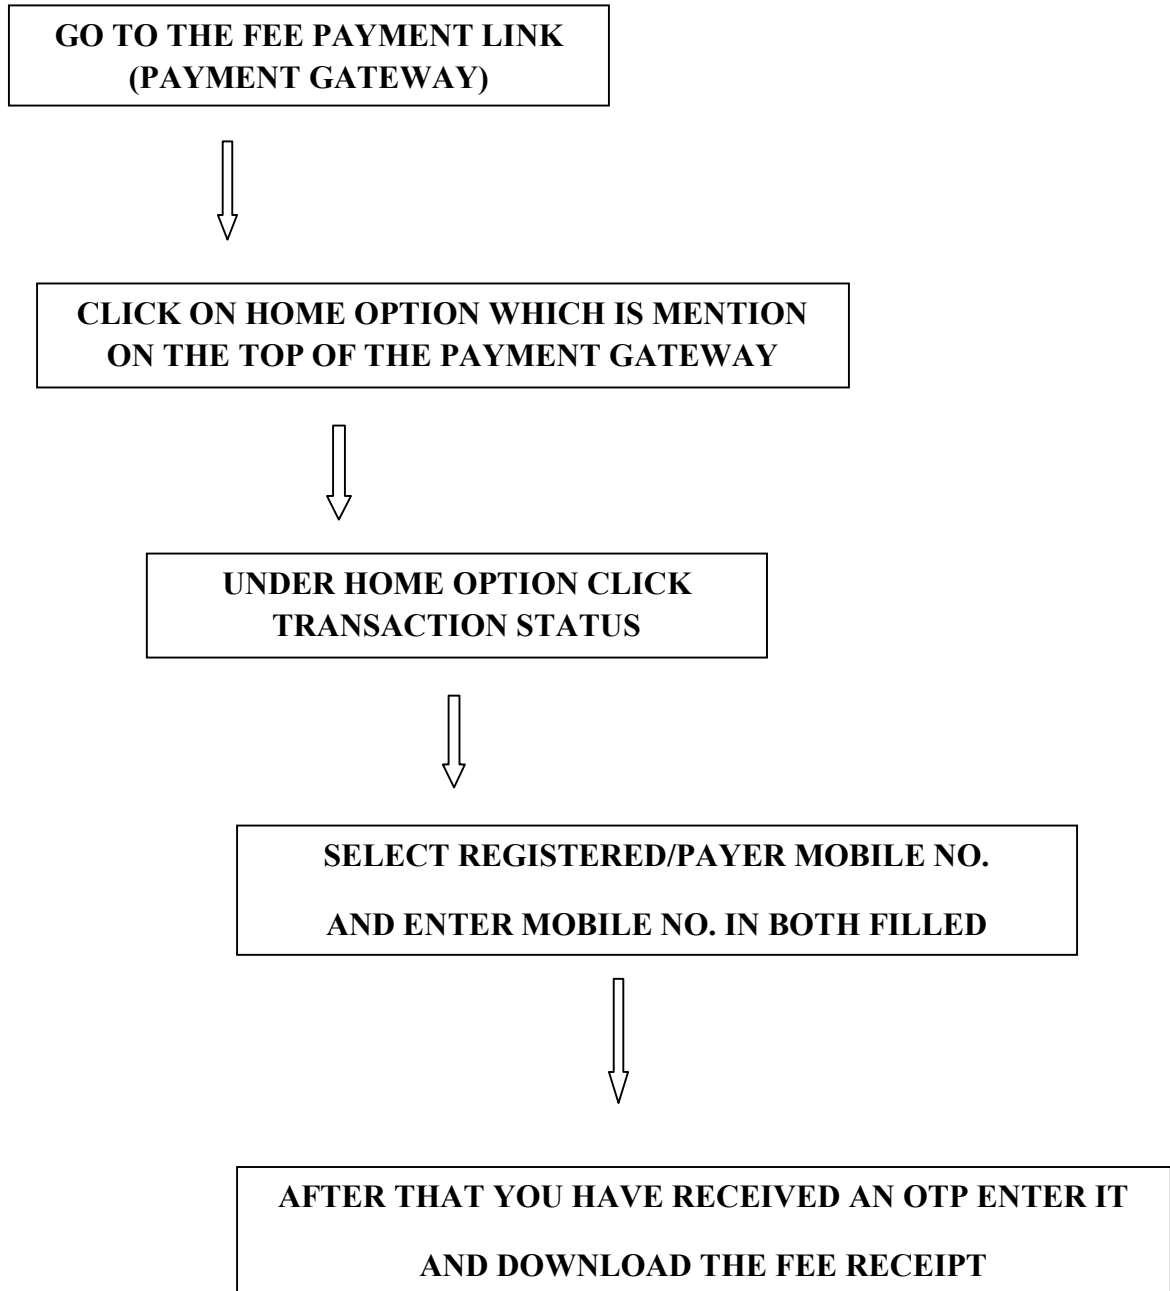 GO TO THE FEE PAYMENT LINK
(PAYMENT GATEWAY)
CLICK ON HOME OPTION WHICH IS MENTION
ON THE TOP OF THE PAYMENT GATEWAY
UNDER HOME OPTION CLICK
TRANSACTION STATUS
SELECT REGISTERED/PAYER MOBILE NO.
AND ENTER MOBILE NO. IN BOTH FILLED
AFTER THAT YOU HAVE RECEIVED AN OTP ENTER IT
AND DOWNLOAD THE FEE RECEIPT